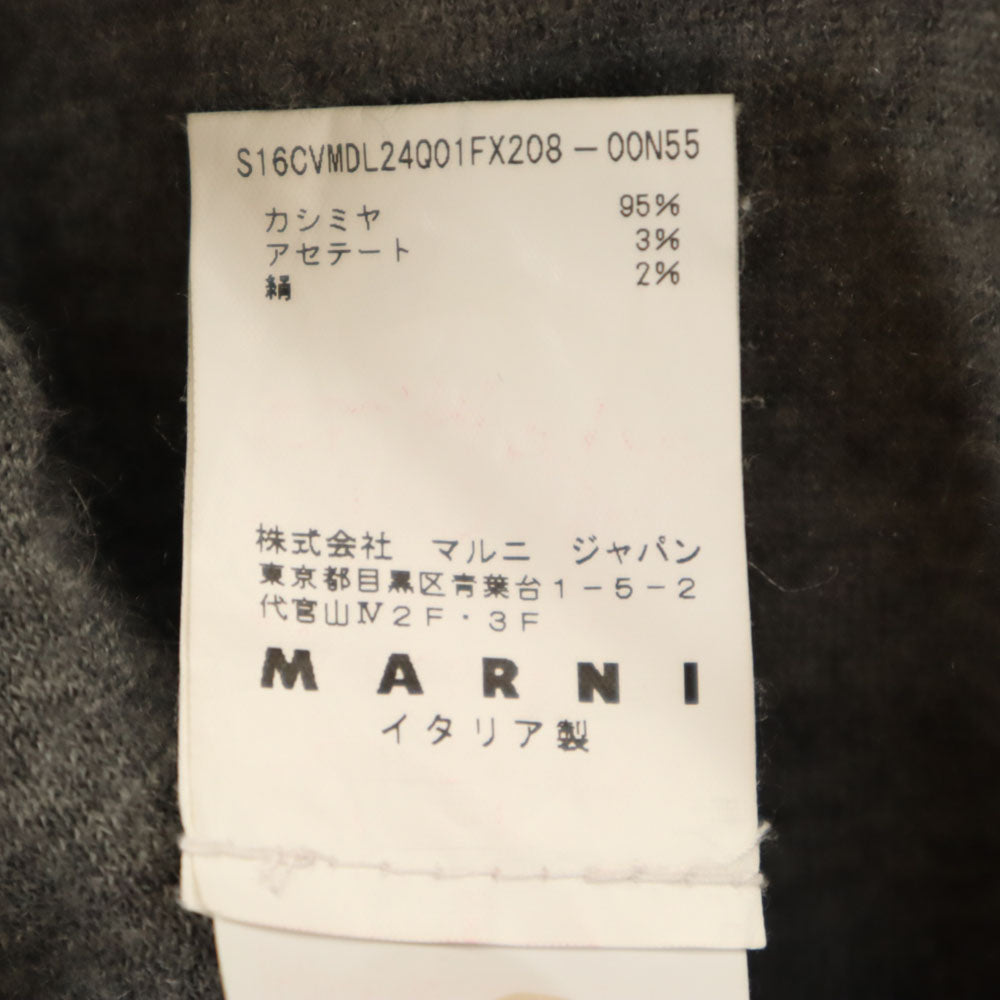 S16CVMDL24Q01FX208-00N55
カシミヤ 95%
アセテート 3%
絹 2%
株式会社 マルニ ジャパン
東京都目黒区青葉台1-5-2
代官山Ⅳ2F・3F
MARNI
イタリア製